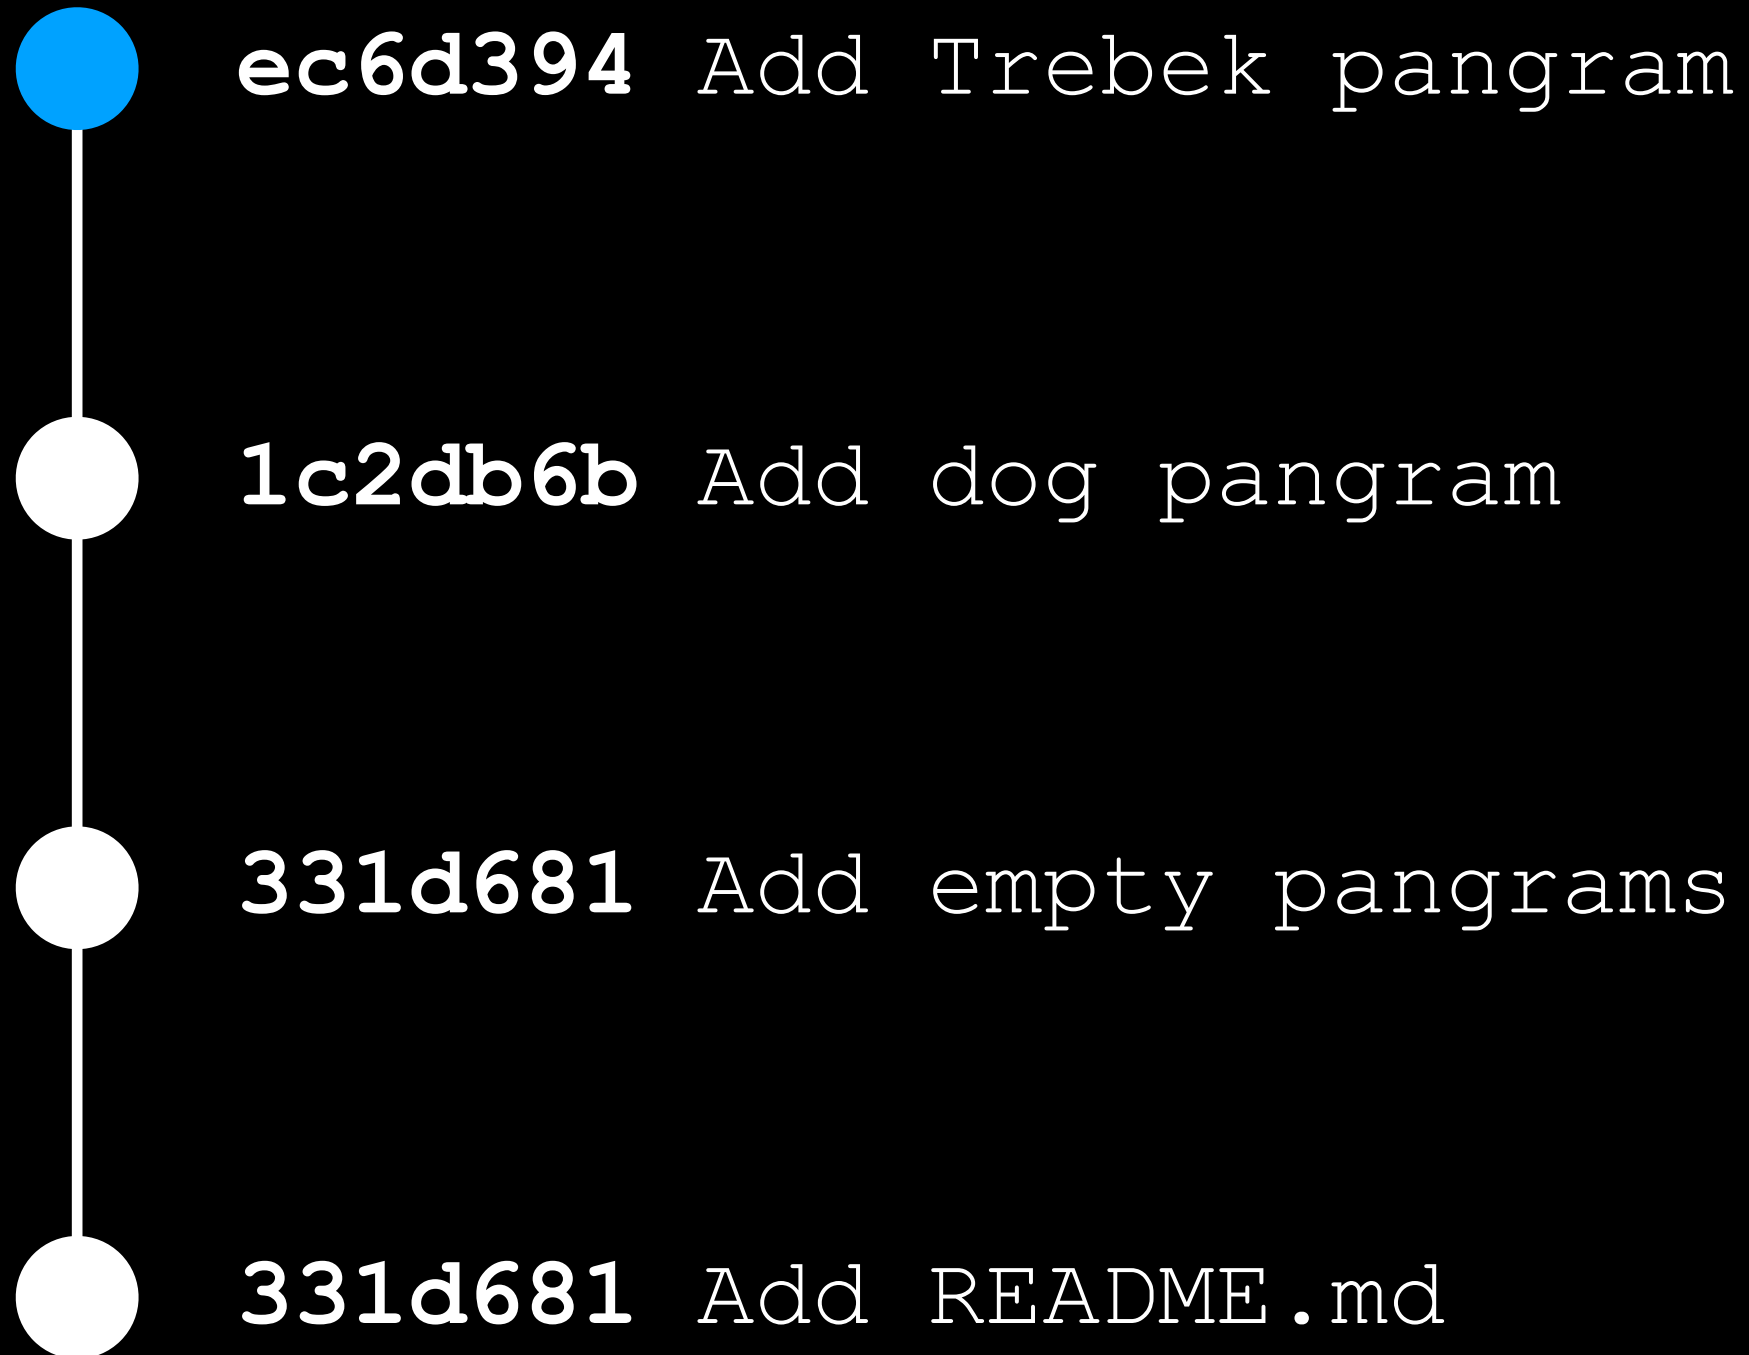 ec6d394 Add Trebek pangram
1c2db6b Add dog pangram
331d681 Add empty pangrams
331d681 Add README.md